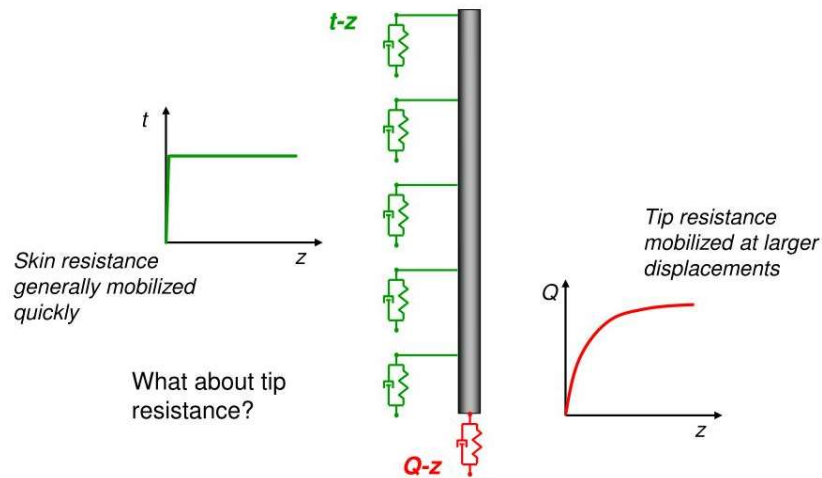 t-z
t
z
Skin resistance
generally mobilized
quickly
What about tip
resistance?
Q-z
Tip resistance
mobilized at larger
displacements
Q
z